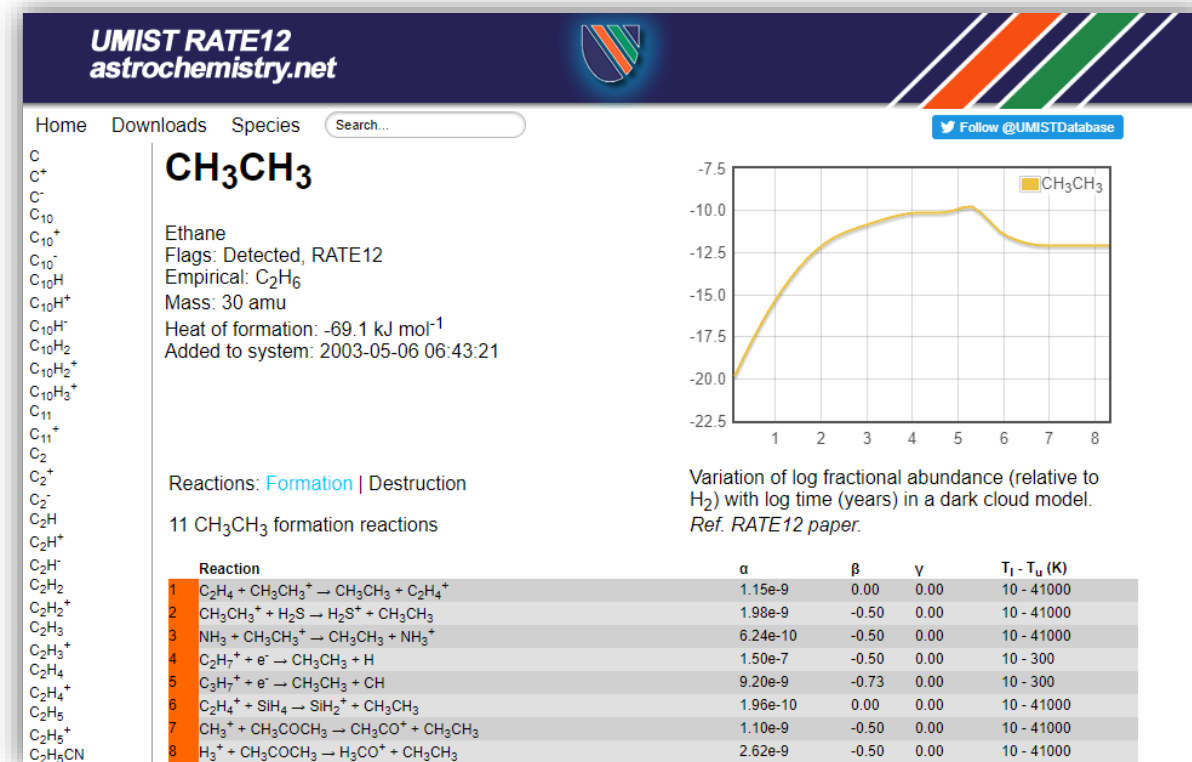 UMIST RATE12
astrochemistry.net
Home Downloads Species Search...
Follow @UMISTDatabase
C
C⁺
C⁻
C₁₀
C₁₀⁺
C₁₀⁻
C₁₀H
C₁₀H⁺
C₁₀H⁻
C₁₀H₂
C₁₀H₂⁺
C₁₀H₃⁺
C₁₁
C₁₁⁺
C₂
C₂⁺
C₂⁻
C₂H
C₂H⁺
C₂H⁻
C₂H₂
C₂H₂⁺
C₂H₃
C₂H₃⁺
C₂H₄
C₂H₄⁺
C₂H₅
C₂H₅⁺
C₂H₅CN
CH₃CH₃
Ethane
Flags: Detected, RATE12
Empirical: C₂H₆
Mass: 30 amu
Heat of formation: -69.1 kJ mol⁻¹
Added to system: 2003-05-06 06:43:21
-7.5
-10.0
-12.5
-15.0
-17.5
-20.0
-22.5
1 2 3 4 5 6 7 8
CH₃CH₃
Variation of log fractional abundance (relative to
H₂) with log time (years) in a dark cloud model.
Ref. RATE12 paper.
Reactions: Formation | Destruction
11 CH₃CH₃ formation reactions
Reaction α β γ Tₗ - Tᵤ (K)
1 C₂H₄ + CH₃CH₃⁺ → CH₃CH₃ + C₂H₄⁺ 1.15e-9 0.00 0.00 10 - 41000
2 CH₃CH₃⁺ + H₂S → H₂S⁺ + CH₃CH₃ 1.98e-9 -0.50 0.00 10 - 41000
3 NH₃ + CH₃CH₃⁺ → CH₃CH₃ + NH₃⁺ 6.24e-10 -0.50 0.00 10 - 41000
4 C₂H₇⁺ + e⁻ → CH₃CH₃ + H 1.50e-7 -0.50 0.00 10 - 300
5 C₃H₇⁺ + e⁻ → CH₃CH₃ + CH 9.20e-9 -0.73 0.00 10 - 300
6 C₂H₄⁺ + SiH₄ → SiH₂⁺ + CH₃CH₃ 1.96e-10 0.00 0.00 10 - 41000
7 CH₃⁺ + CH₃COCH₃ → CH₃CO⁺ + CH₃CH₃ 1.10e-9 -0.50 0.00 10 - 41000
8 H₃⁺ + CH₃COCH₃ → H₃CO⁺ + CH₃CH₃ 2.62e-9 -0.50 0.00 10 - 41000